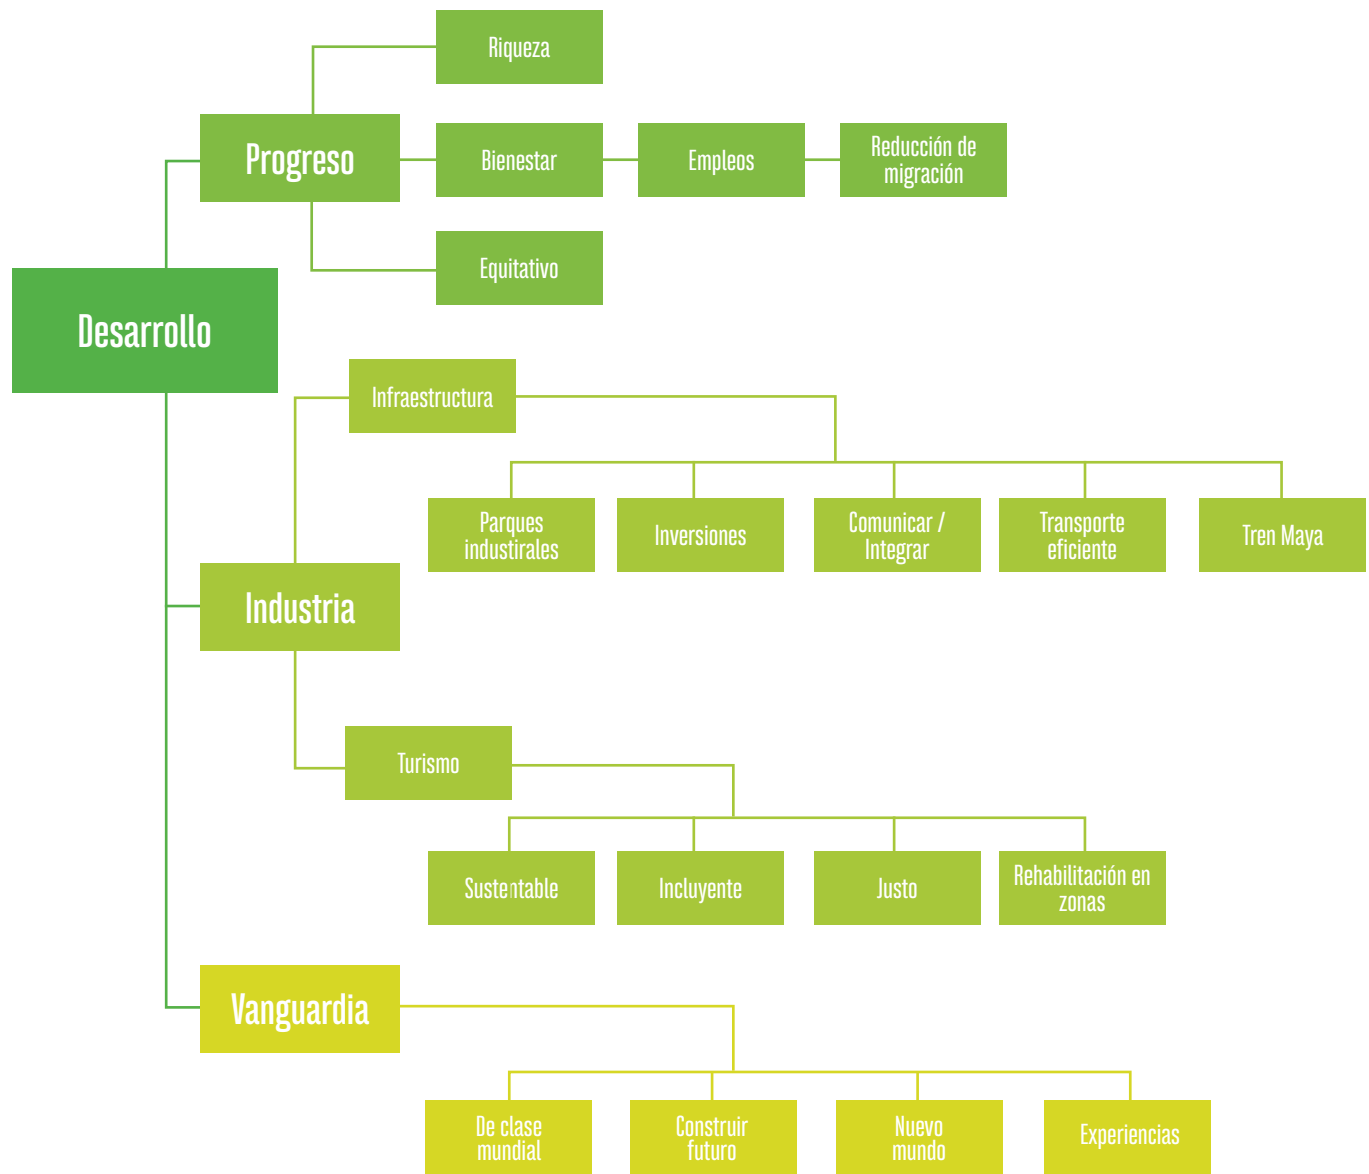 Riqueza
Progreso
Bienestar
Empleos
Reducción de
migración
Equitativo
Desarrollo
Infraestructura
Parques
industirales
Inversiones
Comunicar /
Integrar
Transporte
eficiente
Tren Maya
Industria
Turismo
Sustentable
Incluyente
Justo
Rehabilitación en
zonas
Vanguardia
De clase
mundial
Construir
futuro
Nuevo
mundo
Experiencias